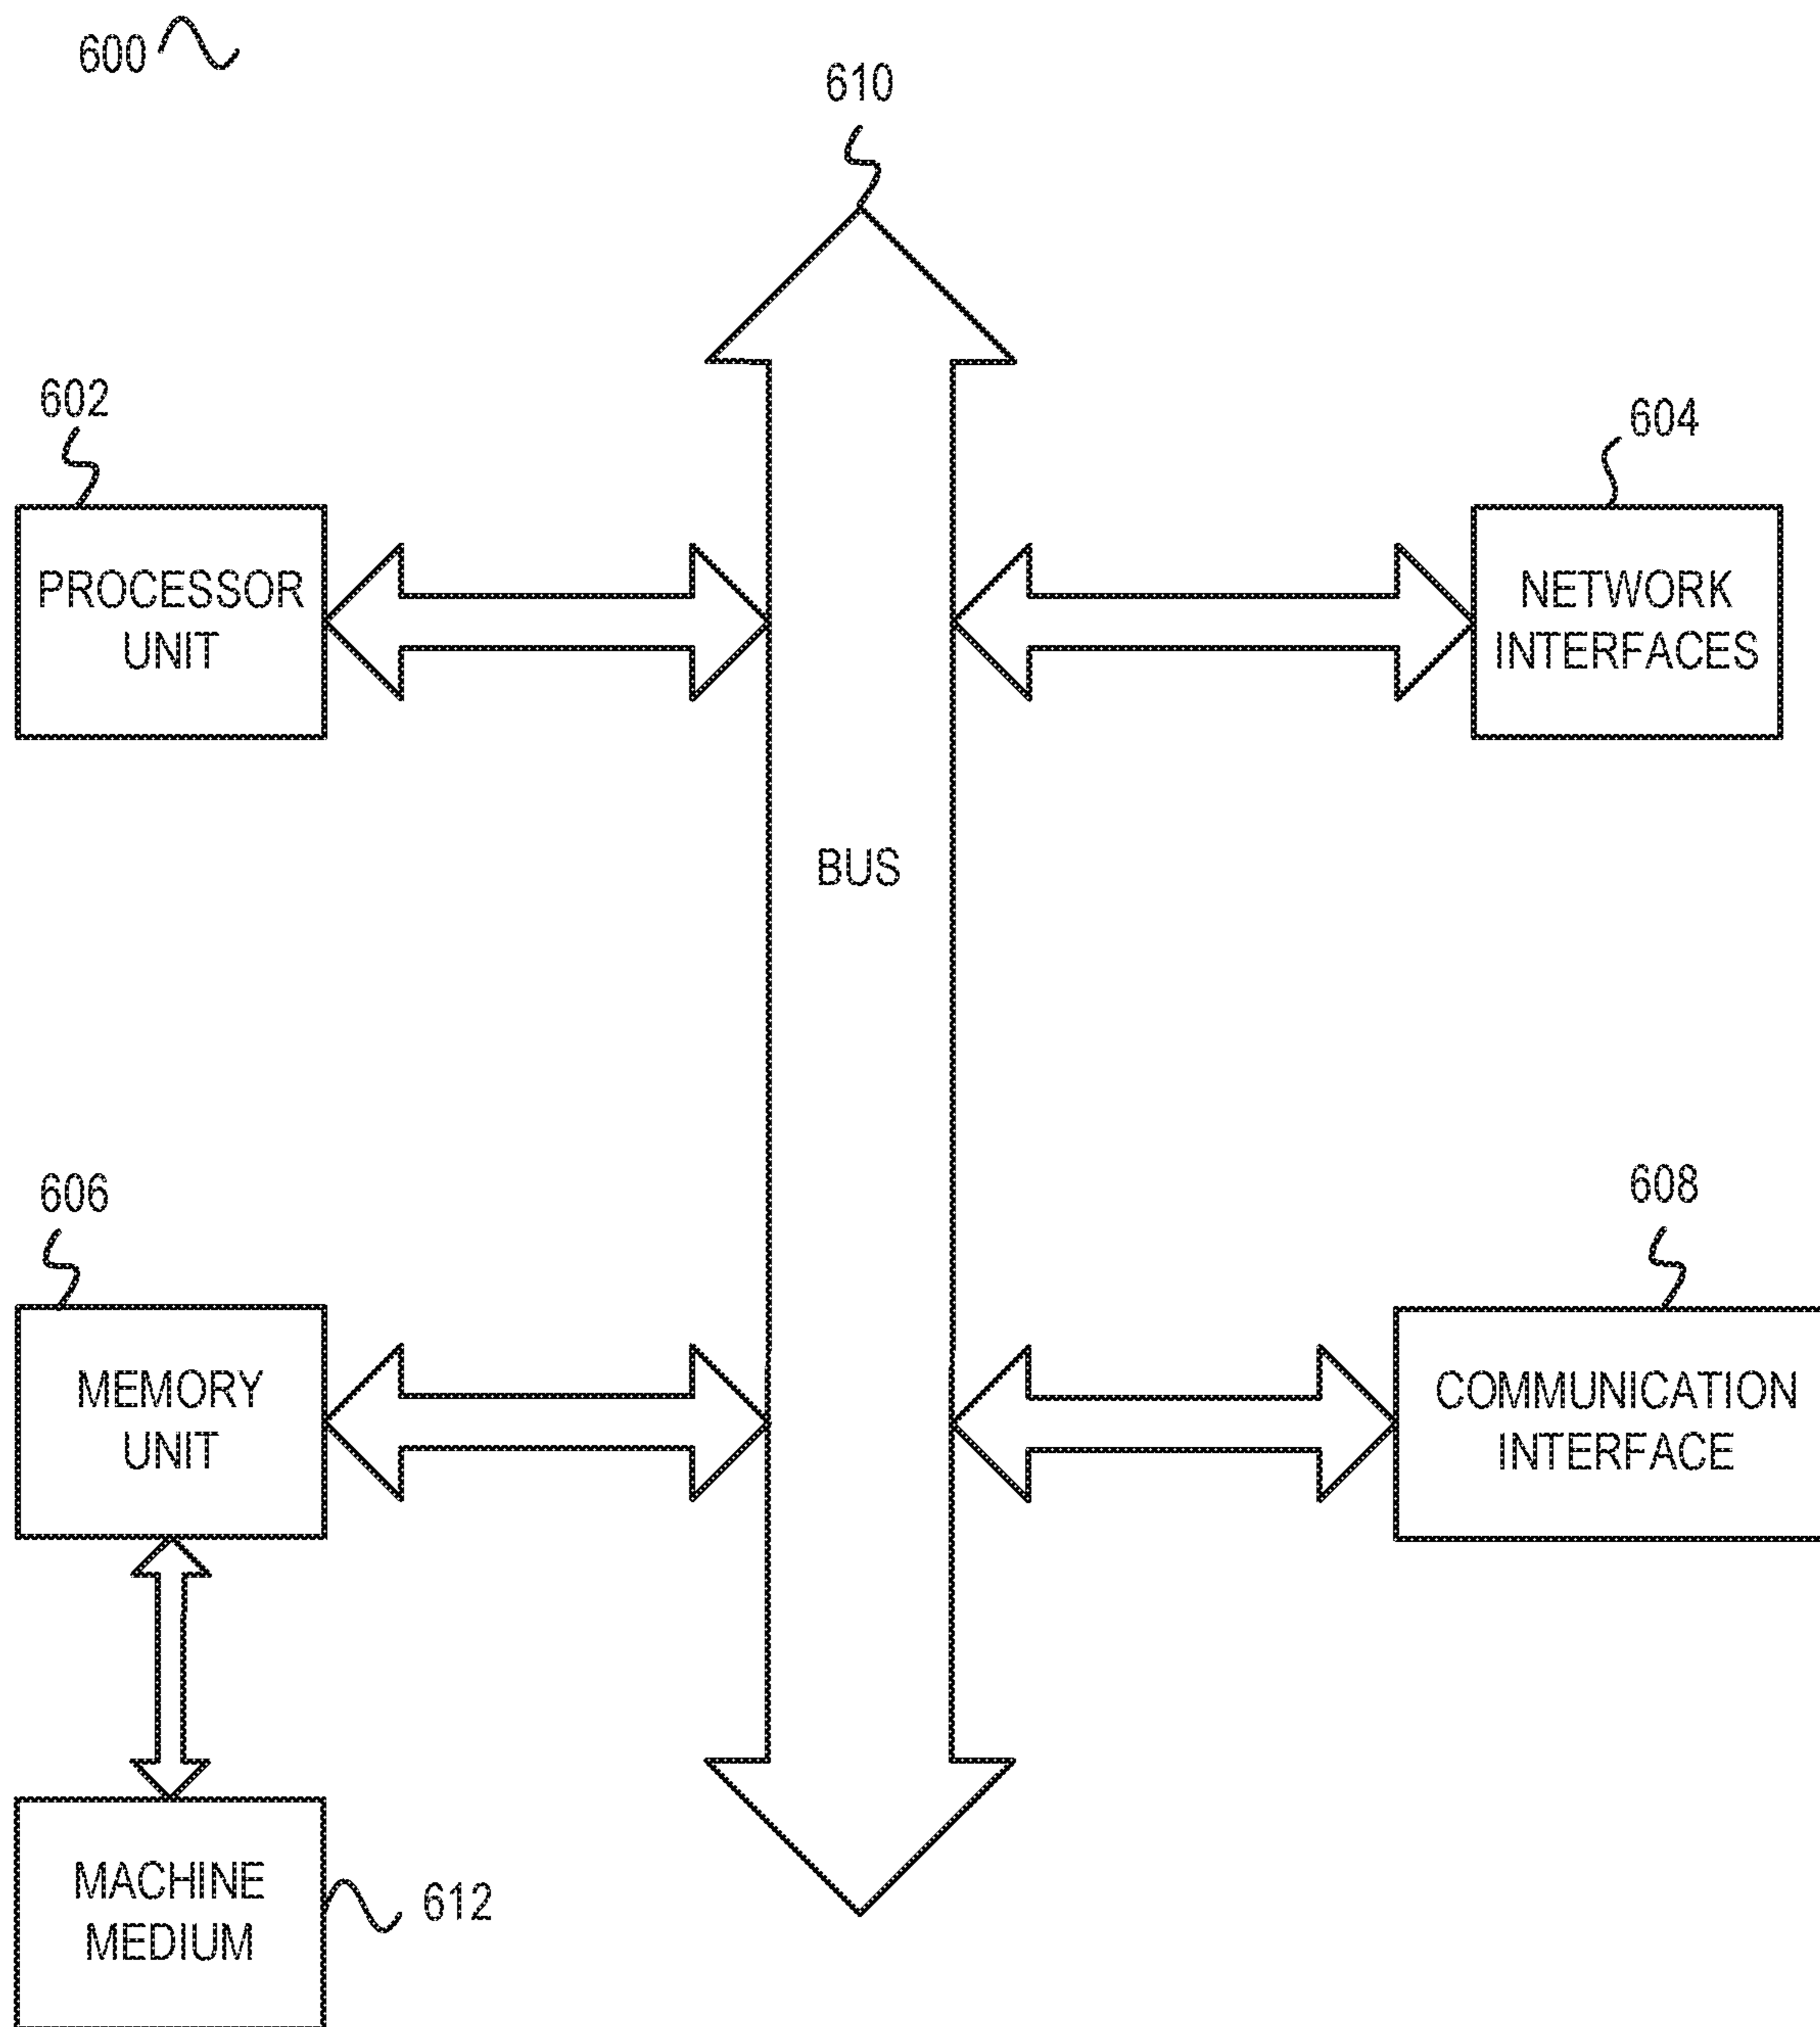 600
610
602
604
PROCESSOR
UNIT
NETWORK
INTERFACES
BUS
606
608
MEMORY
UNIT
COMMUNICATION
INTERFACE
MACHINE
MEDIUM
612